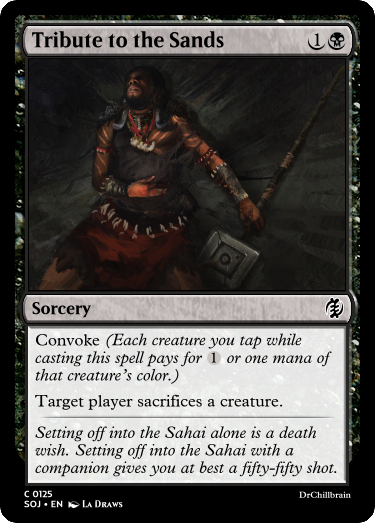 Tribute to the Sands 1
Sorcery
Convoke (Each creature you tap while
casting this spell pays for 1 or one mana of
that creature's color.)
Target player sacrifices a creature.
Setting off into the Sahai alone is a death
wish. Setting off into the Sahai with a
companion gives you at best a fifty-fifty shot.
C 0125
SOJ • EN La Draws
DrChillbrain